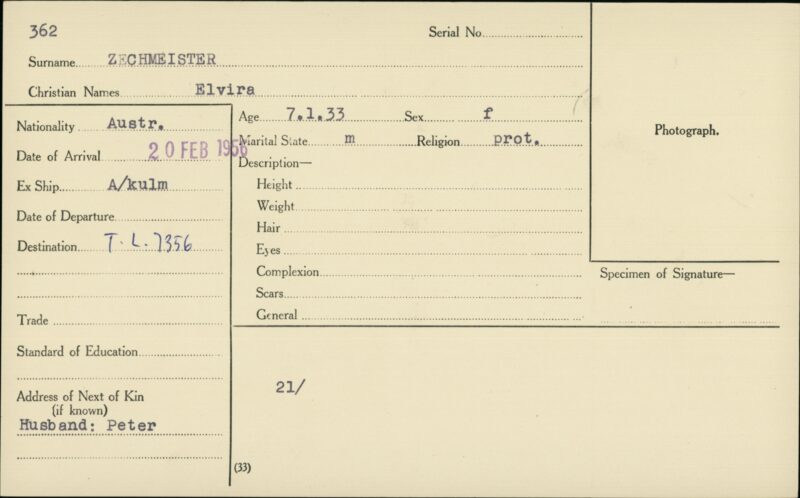 362
Serial No.
Surname ZECHMEISTER
Christian Names Elvira
Nationality Austr.
Date of Arrival 20 FEB 1956
Ex Ship A/kulm
Date of Departure
Destination T. L. 7356
Trade
Standard of Education
Address of Next of Kin
(if known)
Husband: Peter
Age 7.1.33 Sex f
Marital State m Religion prot.
Description—
Height
Weight
Hair
Eyes
Complexion
Scars
General
21/
(33)
Photograph.
Specimen of Signature—